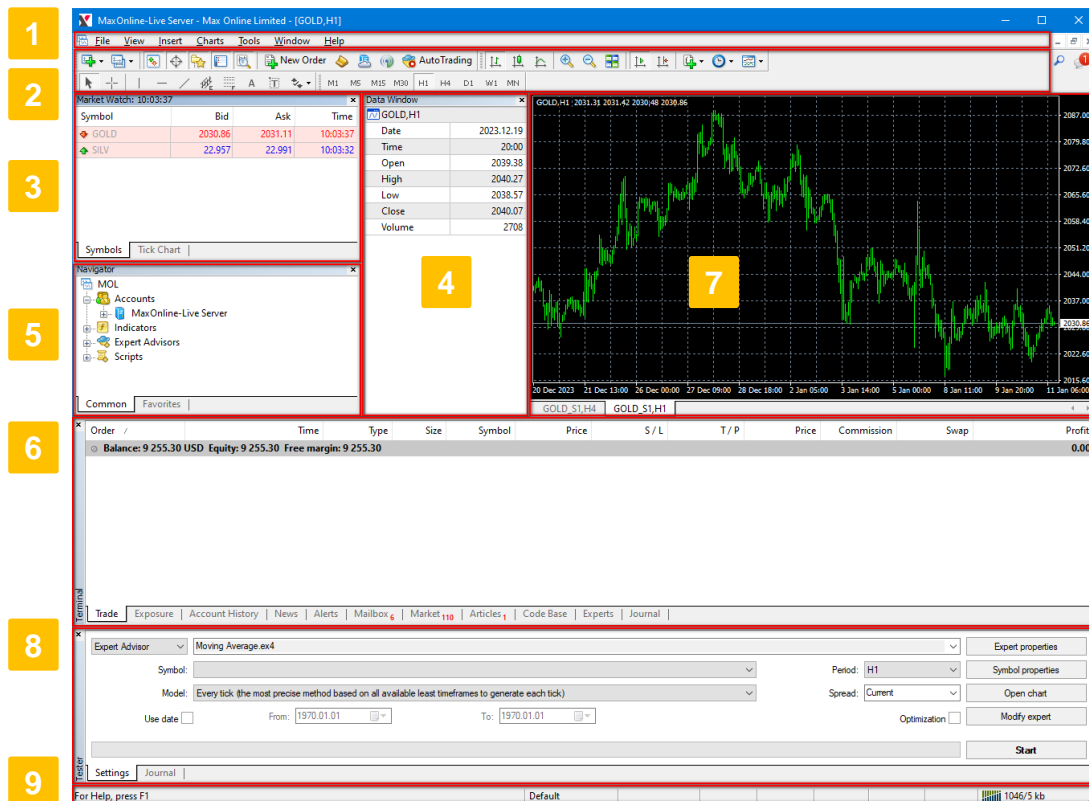 1
MaxOnline-Live Server - Max Online Limited - [GOLD,H1]
File View Insert Charts Tools Window Help
2
New Order AutoTrading
A T M1 M5 M15 M30 H1 H4 D1 W1 MN
3
Market Watch: 10:03:37
Symbol Bid Ask Time
GOLD 2030.86 2031.11 10:03:37
SILV 22.957 22.991 10:03:32
Symbols Tick Chart
4
Data Window
GOLD,H1
Date 2023.12.19
Time 20:00
Open 2039.38
High 2040.27
Low 2038.57
Close 2040.07
Volume 2708
5
Navigator
MOL
Accounts
MaxOnline-Live Server
Indicators
Expert Advisors
Scripts
Common Favorites
7
GOLD,H1 2031.31 2031.42 2030.48 2030.86
2087.00
2079.80
2072.60
2065.60
2058.40
2051.20
2044.00
2037.00
2030.86
2022.60
2015.60
20 Dec 2023 21 Dec 13:00 26 Dec 00:00 27 Dec 09:00 28 Dec 18:00 2 Jan 05:00 3 Jan 14:00 5 Jan 00:00 8 Jan 11:00 9 Jan 20:00 11 Jan 06:00
GOLD_S1,H4 GOLD_S1,H1
6
Order / Time Type Size Symbol Price S / L T / P Price Commission Swap Profit
Balance: 9 255.30 USD Equity: 9 255.30 Free margin: 9 255.30 0.00
Terminal
Trade Exposure Account History News Alerts Mailbox 6 Market 110 Articles 1 Code Base Experts Journal
8
Expert Advisor Moving Average.ex4 Expert properties
Symbol: Period: H1 Symbol properties
Model: Every tick (the most precise method based on all available least timeframes to generate each tick) Spread: Current Open chart
Use date From: 1970.01.01 To: 1970.01.01 Optimization Modify expert
Start
Tester
Settings Journal
9
For Help, press F1 Default 1046/5 kb